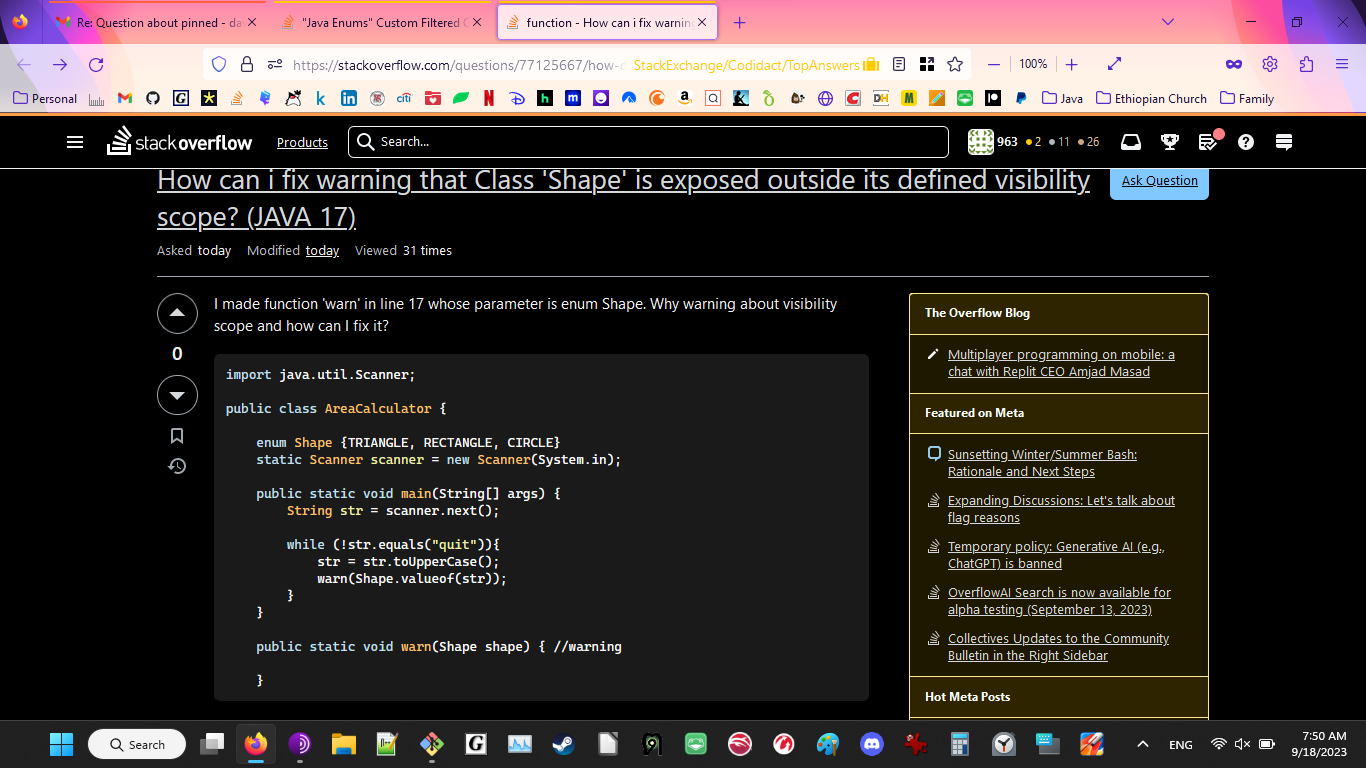 Re: Question about pinned - da
"Java Enums" Custom Filtered
function - How can i fix warning
https://stackoverflow.com/questions/77125667/how-c
StackExchange/Codidact/TopAnswers
100%
Personal
citi
Java
Ethiopian Church
Family
stackoverflow
Products
Search...
963
2
11
26
How can i fix warning that Class 'Shape' is exposed outside its defined visibility
scope? (JAVA 17)
Ask Question
Asked today Modified today Viewed 31 times
I made function 'warn' in line 17 whose parameter is enum Shape. Why warning about visibility
scope and how can I fix it?
0
import java.util.Scanner;
public class AreaCalculator {
enum Shape {TRIANGLE, RECTANGLE, CIRCLE}
static Scanner scanner = new Scanner(System.in);
public static void main(String[] args) {
String str = scanner.next();
while (!str.equals("quit")){
str = str.toUpperCase();
warn(Shape.valueof(str));
}
}
public static void warn(Shape shape) { //warning
}
The Overflow Blog
Multiplayer programming on mobile: a
chat with Replit CEO Amjad Masad
Featured on Meta
Sunsetting Winter/Summer Bash:
Rationale and Next Steps
Expanding Discussions: Let's talk about
flag reasons
Temporary policy: Generative AI (e.g.,
ChatGPT) is banned
OverflowAI Search is now available for
alpha testing (September 13, 2023)
Collectives Updates to the Community
Bulletin in the Right Sidebar
Hot Meta Posts
Search
ENG
7:50 AM
9/18/2023